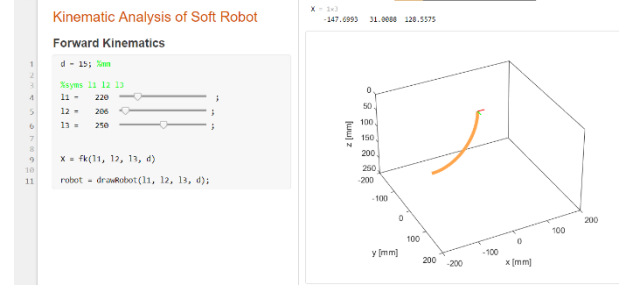 Kinematic Analysis of Soft Robot
Forward Kinematics
1 d = 15; %mm
2
3 %syms l1 l2 l3
4 l1 = 220 ;
5 l2 = 206 ;
6 l3 = 250 ;
7
8
9 X = fk(l1, l2, l3, d)
10
11 robot = drawRobot(l1, l2, l3, d);
X = 1×3
-147.6993 31.0088 128.5575
0
50
100
150
200
250
z [mm]
-200
-100
0
100
200
y [mm]
-200
-100
0
100
200
x [mm]